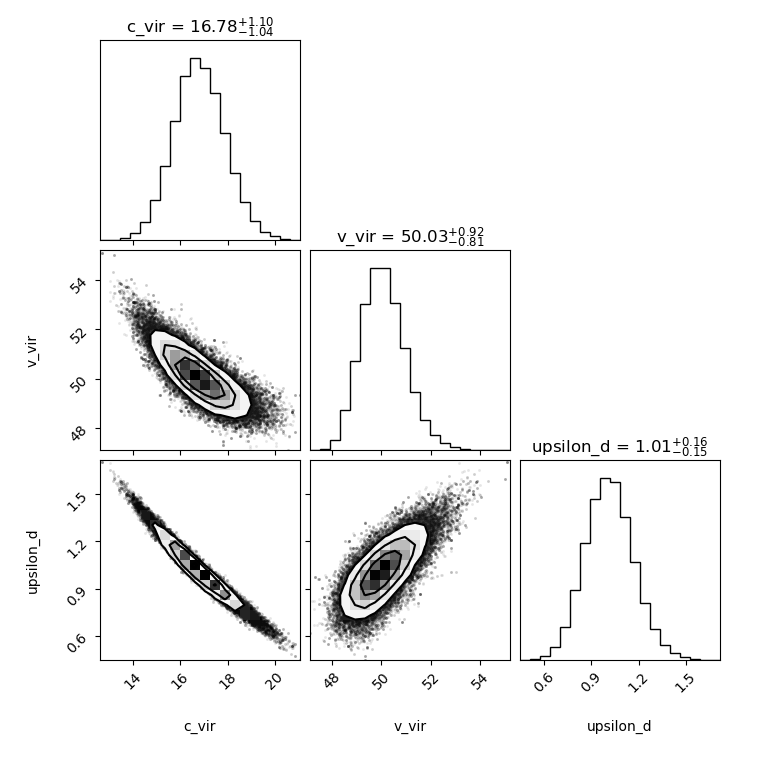 c_vir = 16.78+1.10−1.04
v_vir = 50.03+0.92−0.81
54
52
50
48
v_vir
upsilon_d = 1.01+0.16−0.15
1.5
1.2
0.9
0.6
upsilon_d
14 16 18 20 48 50 52 54 0.6 0.9 1.2 1.5
c_vir v_vir upsilon_d